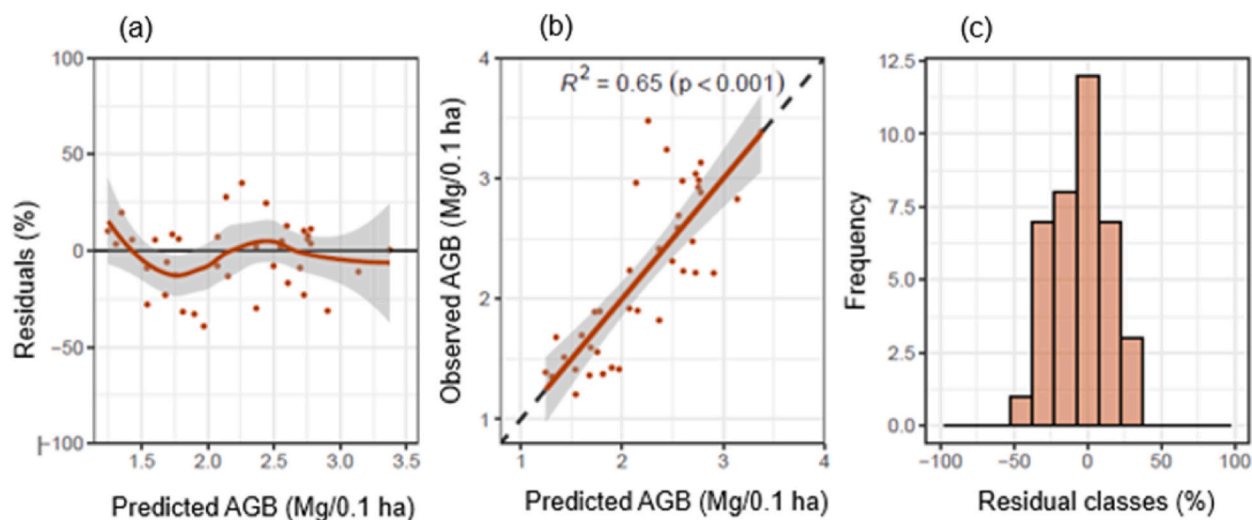 (a)
(b)
(c)
100
50
0
−50
−100
Residuals (%)
1.5 2.0 2.5 3.0 3.5
Predicted AGB (Mg/0.1 ha)
R² = 0.65 (p < 0.001)
4
3
2
1
Observed AGB (Mg/0.1 ha)
1 2 3 4
Predicted AGB (Mg/0.1 ha)
12.5
10.0
7.5
5.0
2.5
0.0
Frequency
−100 −50 0 50 100
Residual classes (%)